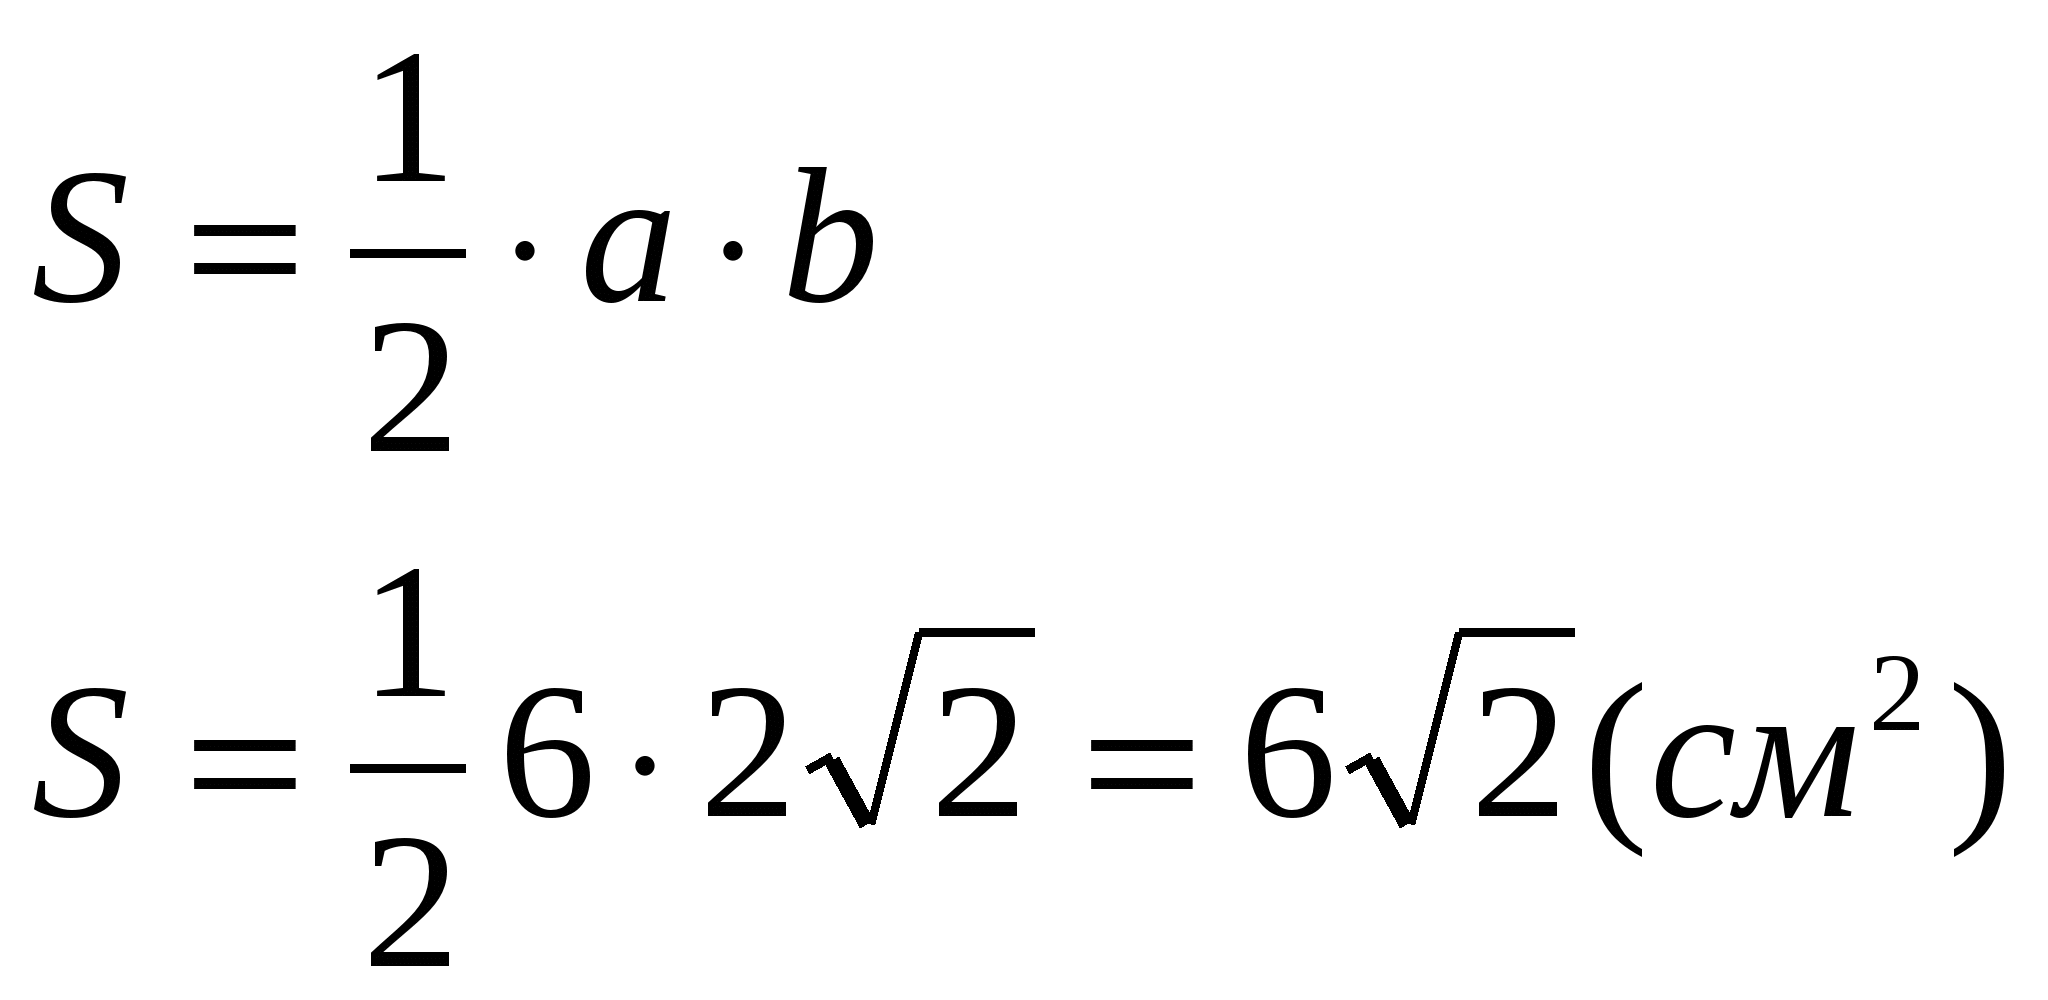 S = 1/2 · a · b
S = 1/2 6 · 2√2 = 6√2(см²)